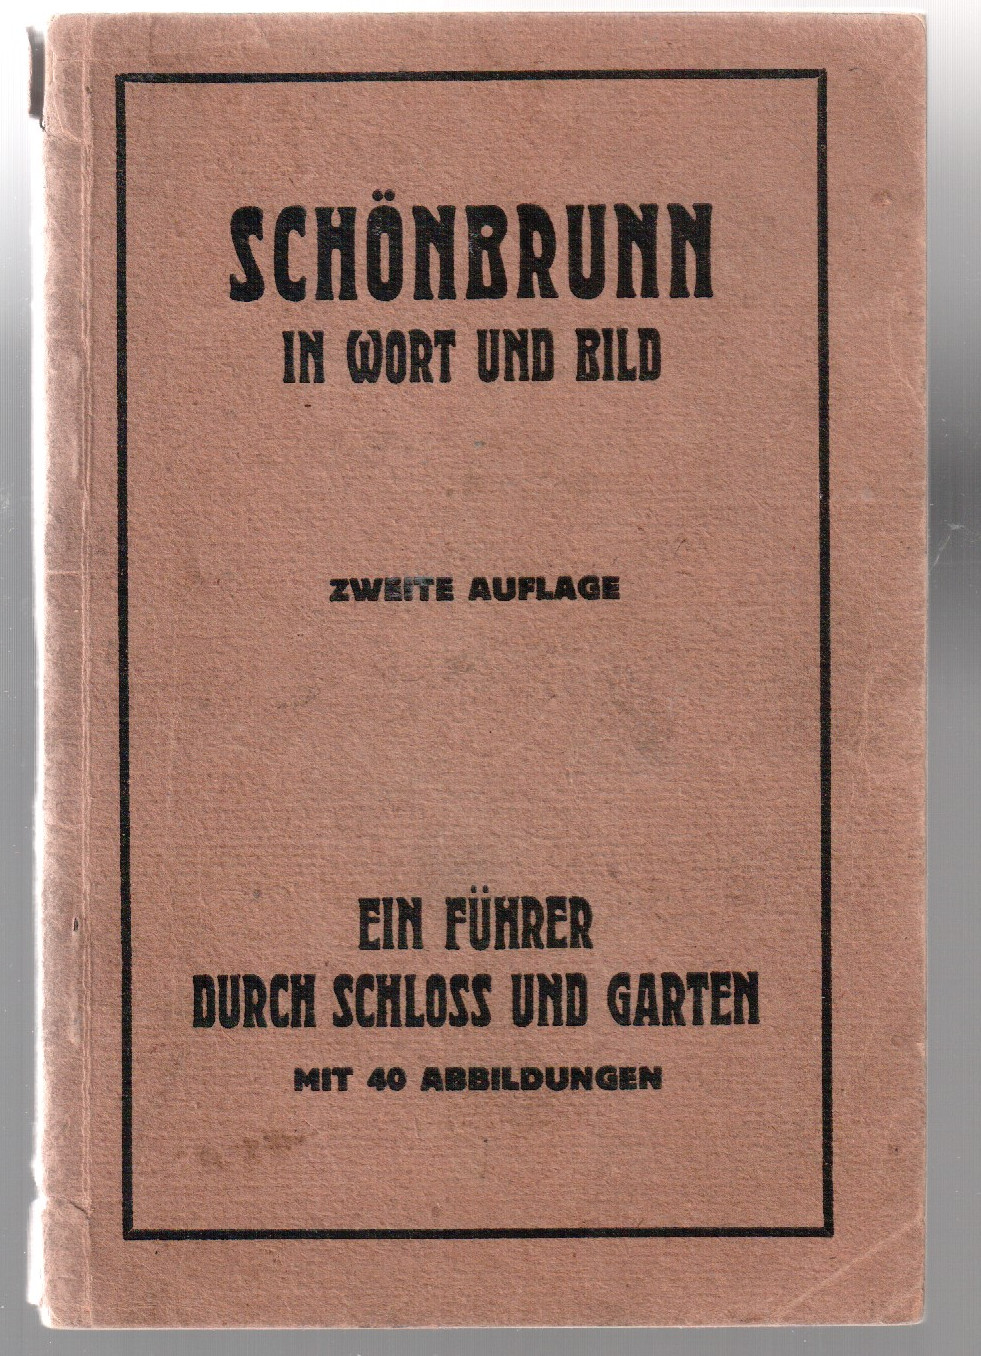 SCHÖNBRUNN
IN WORT UND BILD
ZWEITE AUFLAGE
EIN FÜHRER
DURCH SCHLOSS UND GARTEN
MIT 40 ABBILDUNGEN